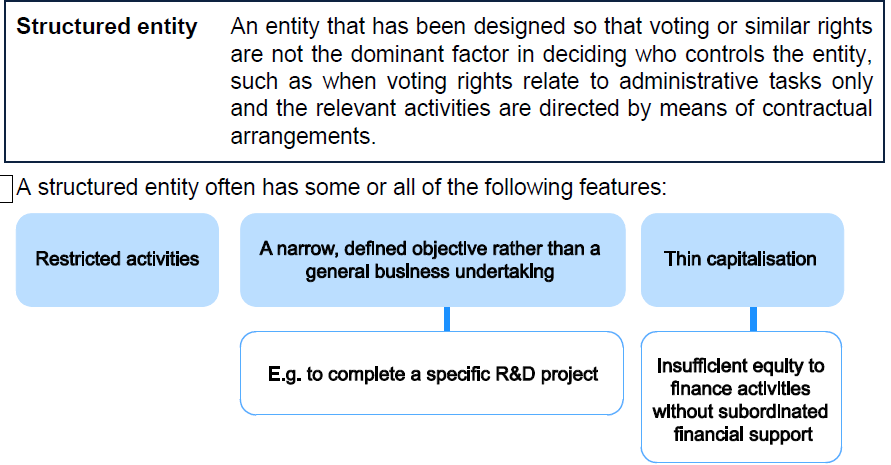 Structured entity An entity that has been designed so that voting or similar rights
are not the dominant factor in deciding who controls the entity,
such as when voting rights relate to administrative tasks only
and the relevant activities are directed by means of contractual
arrangements.
A structured entity often has some or all of the following features:
Restricted activities
A narrow, defined objective rather than a
general business undertaking
Thin capitalisation
E.g. to complete a specific R&D project
Insufficient equity to
finance activities
without subordinated
financial support